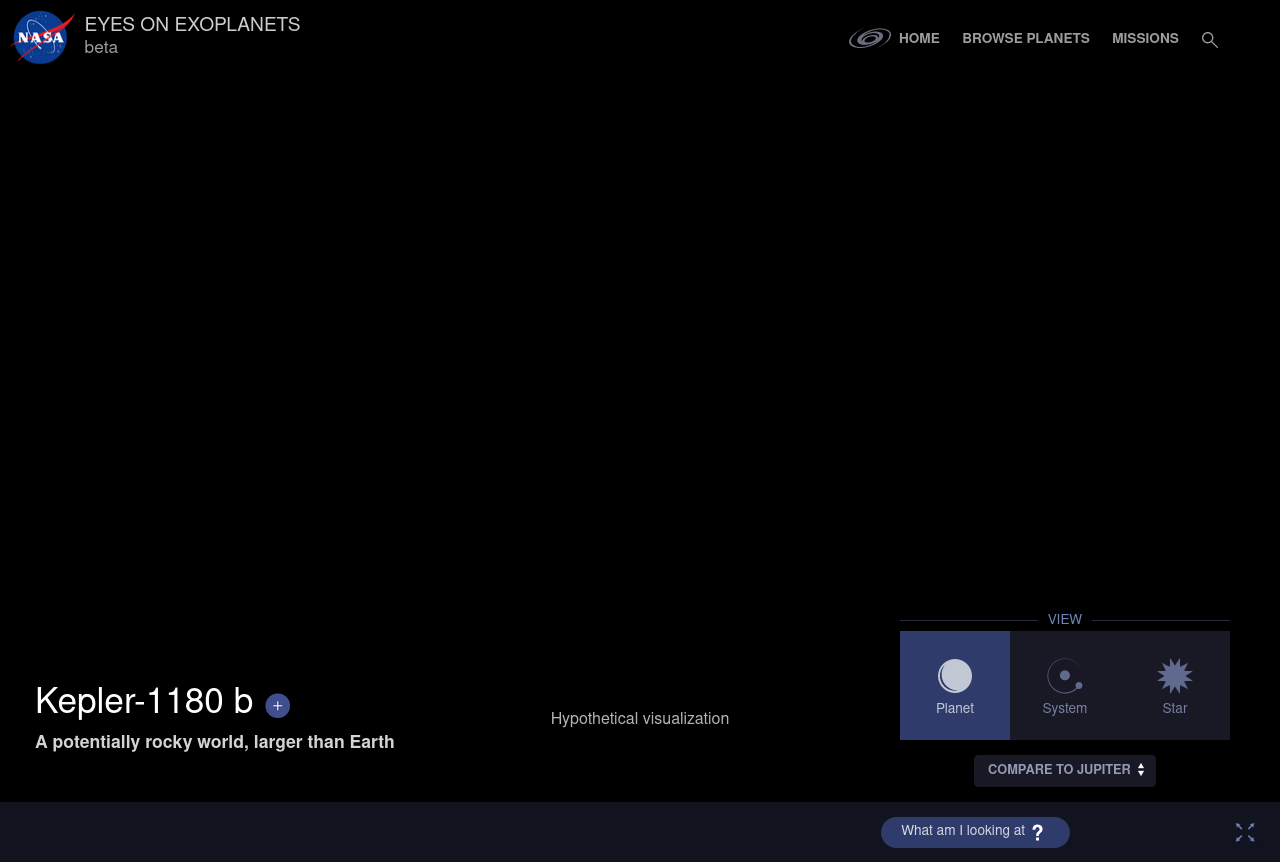 NASA
EYES ON EXOPLANETS
beta
HOME
BROWSE PLANETS
MISSIONS
VIEW
Planet
System
Star
Kepler-1180 b +
A potentially rocky world, larger than Earth
Hypothetical visualization
COMPARE TO JUPITER
What am I looking at ?